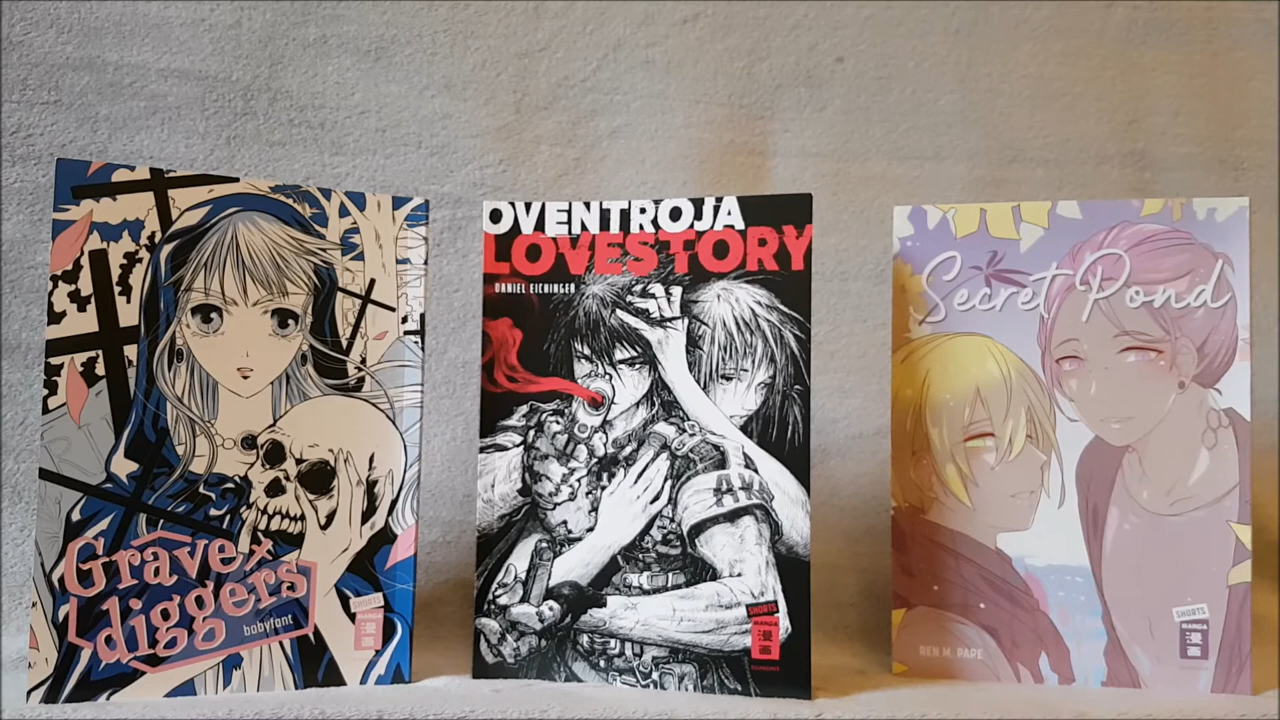 Grave
diggers
babyfant
SHORTS
MANGA
漫
画
OVENTROJA
LOVESTORY
DANIEL EICHINGER
SHORTS
MANGA
漫
画
Secret Pond
REN M. PAPE
SHORTS
MANGA
漫
画